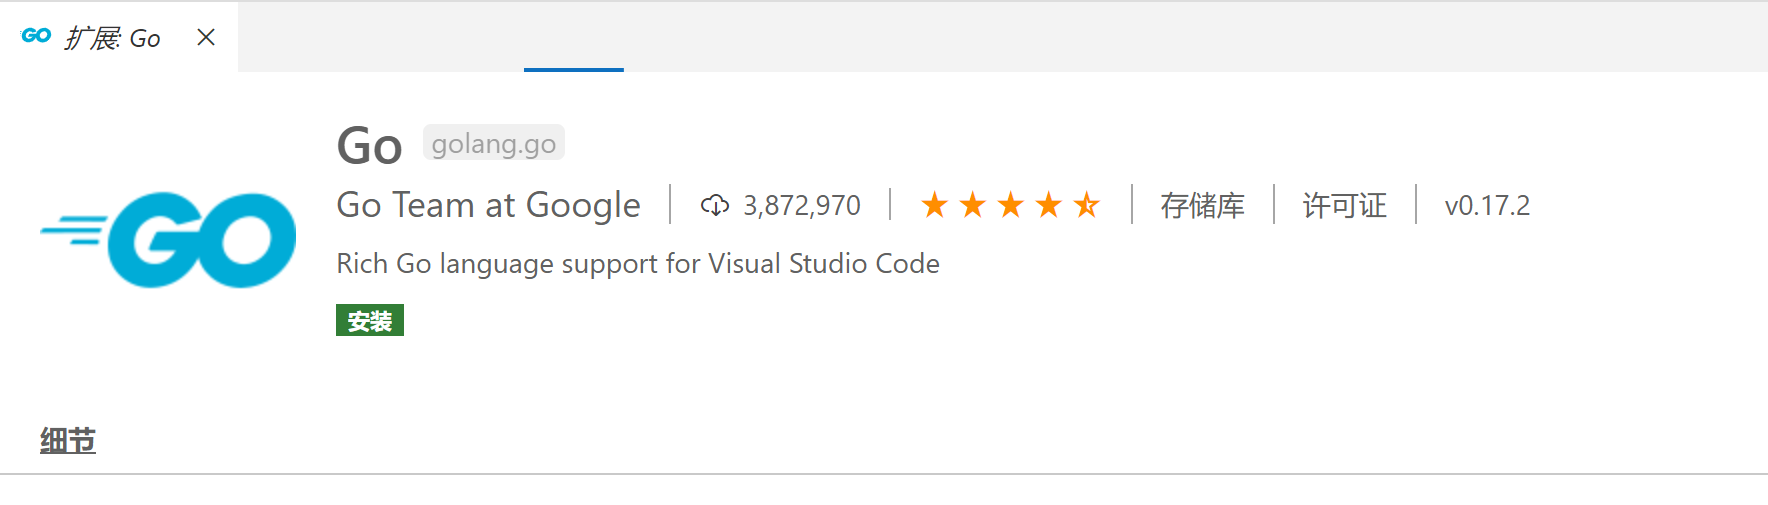 GO 扩展: Go
Go golang.go
GO
Go Team at Google 3,872,970 存储库 许可证 v0.17.2
Rich Go language support for Visual Studio Code
安装
细节